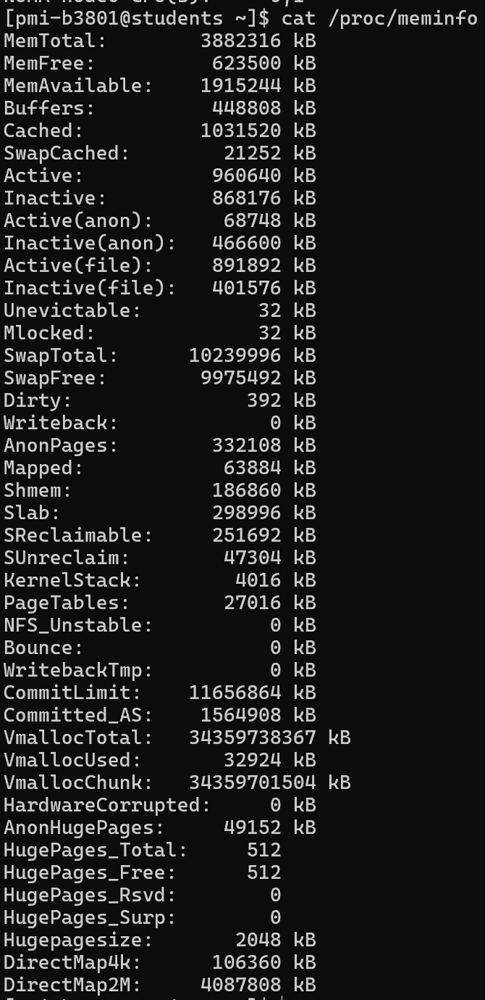 [pmi-b3801@students ~]$ cat /proc/meminfo
MemTotal:        3882316 kB
MemFree:          623500 kB
MemAvailable:    1915244 kB
Buffers:          448808 kB
Cached:          1031520 kB
SwapCached:        21252 kB
Active:           960640 kB
Inactive:         868176 kB
Active(anon):      68748 kB
Inactive(anon):   466600 kB
Active(file):     891892 kB
Inactive(file):   401576 kB
Unevictable:          32 kB
Mlocked:              32 kB
SwapTotal:      10239996 kB
SwapFree:        9975492 kB
Dirty:               392 kB
Writeback:             0 kB
AnonPages:        332108 kB
Mapped:            63884 kB
Shmem:            186860 kB
Slab:             298996 kB
SReclaimable:     251692 kB
SUnreclaim:        47304 kB
KernelStack:        4016 kB
PageTables:        27016 kB
NFS_Unstable:          0 kB
Bounce:                0 kB
WritebackTmp:          0 kB
CommitLimit:    11656864 kB
Committed_AS:    1564908 kB
VmallocTotal:   34359738367 kB
VmallocUsed:       32924 kB
VmallocChunk:   34359701504 kB
HardwareCorrupted:     0 kB
AnonHugePages:     49152 kB
HugePages_Total:     512
HugePages_Free:      512
HugePages_Rsvd:        0
HugePages_Surp:        0
Hugepagesize:       2048 kB
DirectMap4k:      106360 kB
DirectMap2M:     4087808 kB